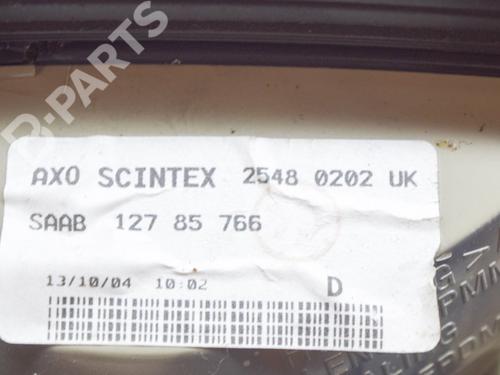 B-PARTS
AXO SCINTEX 2548 0202 UK
SAAB 127 85 766
13/10/04 10:02
D